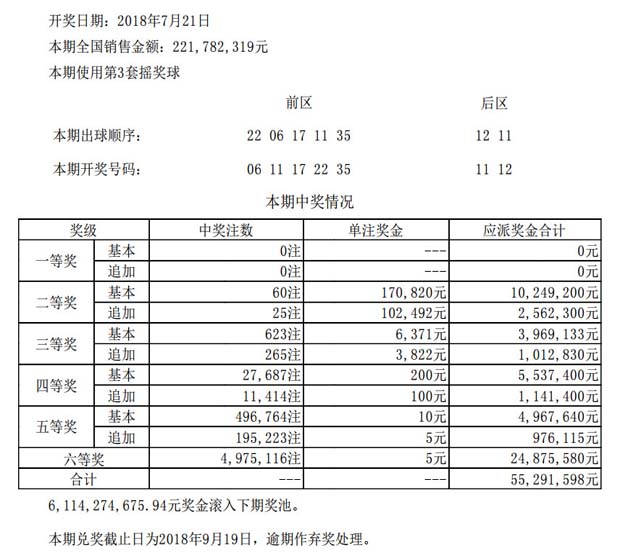 开奖日期：2018年7月21日
本期全国销售金额：221,782,319元
本期使用第3套摇奖球
前区 后区
本期出球顺序： 22 06 17 11 35 12 11
本期开奖号码： 06 11 17 22 35 11 12
本期中奖情况
奖级 中奖注数 单注奖金 应派奖金合计
一等奖 基本 0注 --- 0元
追加 0注 --- 0元
二等奖 基本 60注 170,820元 10,249,200元
追加 25注 102,492元 2,562,300元
三等奖 基本 623注 6,371元 3,969,133元
追加 265注 3,822元 1,012,830元
四等奖 基本 27,687注 200元 5,537,400元
追加 11,414注 100元 1,141,400元
五等奖 基本 496,764注 10元 4,967,640元
追加 195,223注 5元 976,115元
六等奖 4,975,116注 5元 24,875,580元
合计 --- --- 55,291,598元
6,114,274,675.94元奖金滚入下期奖池。
本期兑奖截止日为2018年9月19日，逾期作弃奖处理。